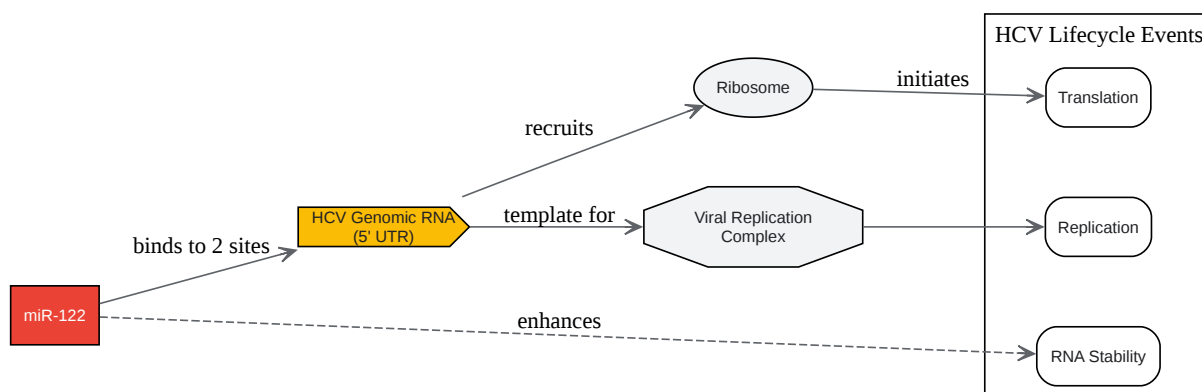 HCV Lifecycle Events
Ribosome
initiates
Translation
recruits
HCV Genomic RNA
(5' UTR)
template for
Viral Replication
Complex
Replication
binds to 2 sites
miR-122
enhances
RNA Stability